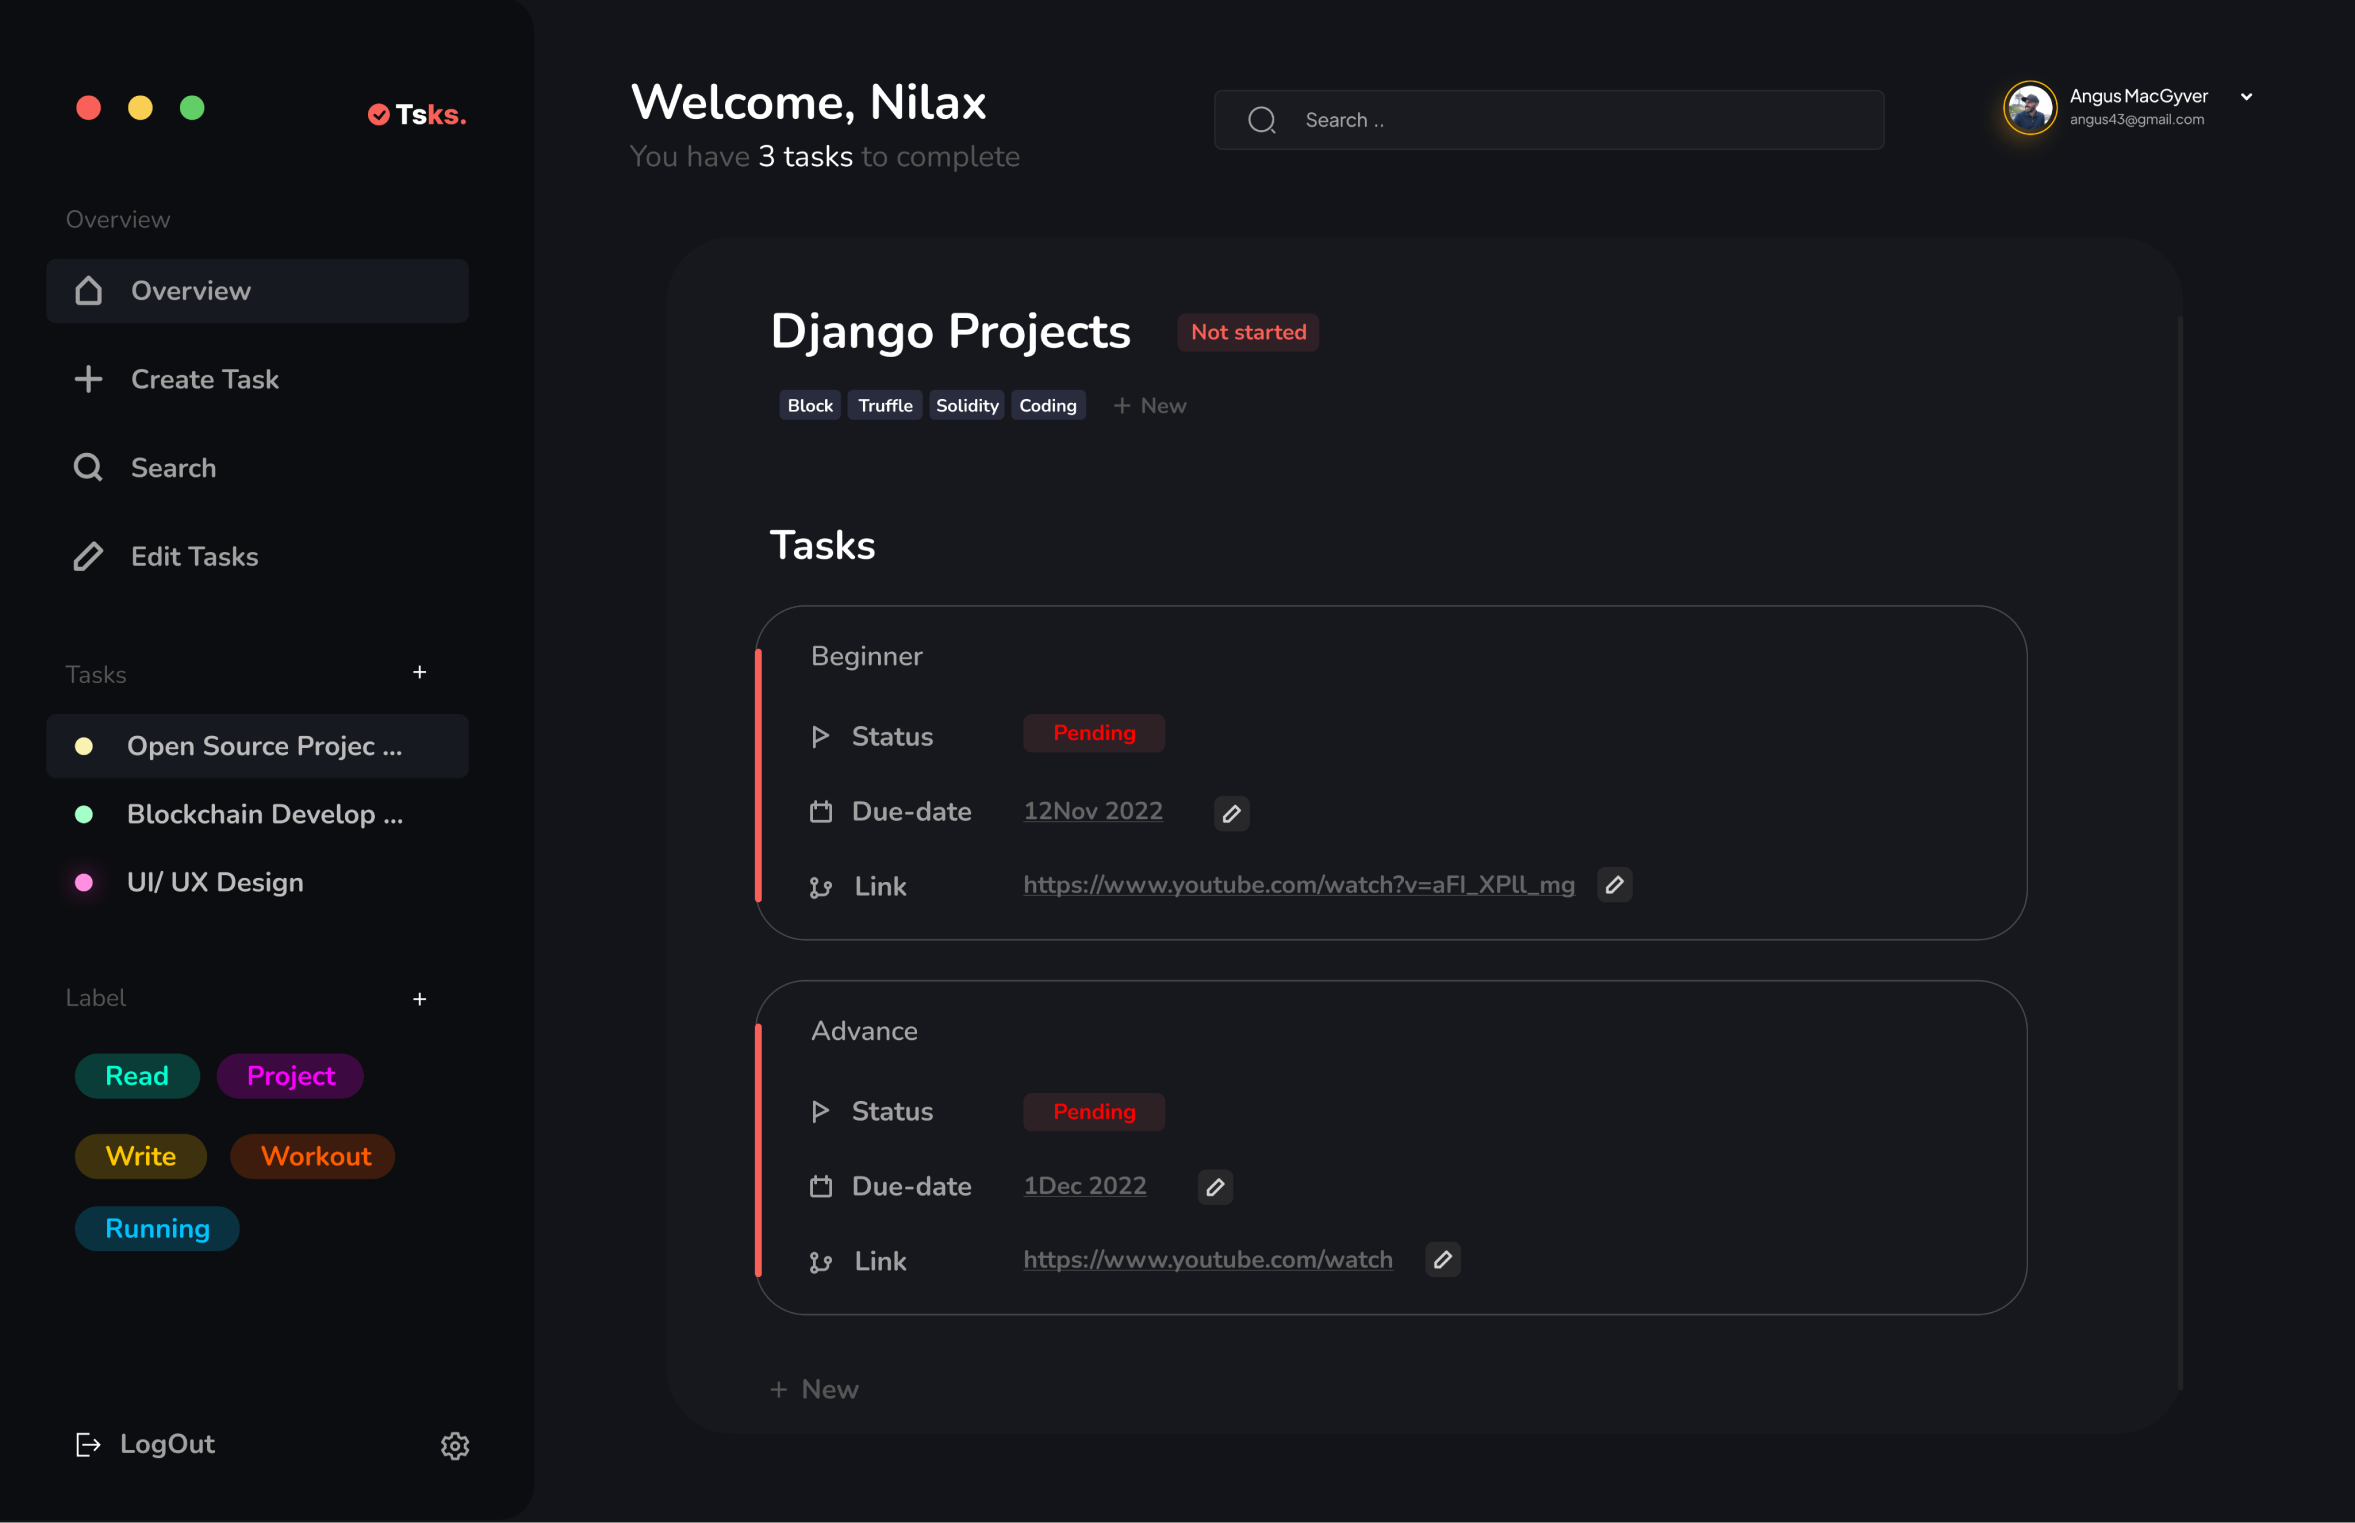 Tsks.
Overview
Overview
Create Task
Search
Edit Tasks
Tasks +
Open Source Projec ...
Blockchain Develop ...
UI/ UX Design
Label +
Read Project
Write Workout
Running
LogOut
Welcome, Nilax
You have 3 tasks to complete
Search ..
Angus MacGyver
angus43@gmail.com
Django Projects Not started
Block Truffle Solidity Coding + New
Tasks
Beginner
Status Pending
Due-date 12Nov 2022
Link https://www.youtube.com/watch?v=aFI_XPll_mg
Advance
Status Pending
Due-date 1Dec 2022
Link https://www.youtube.com/watch
+ New